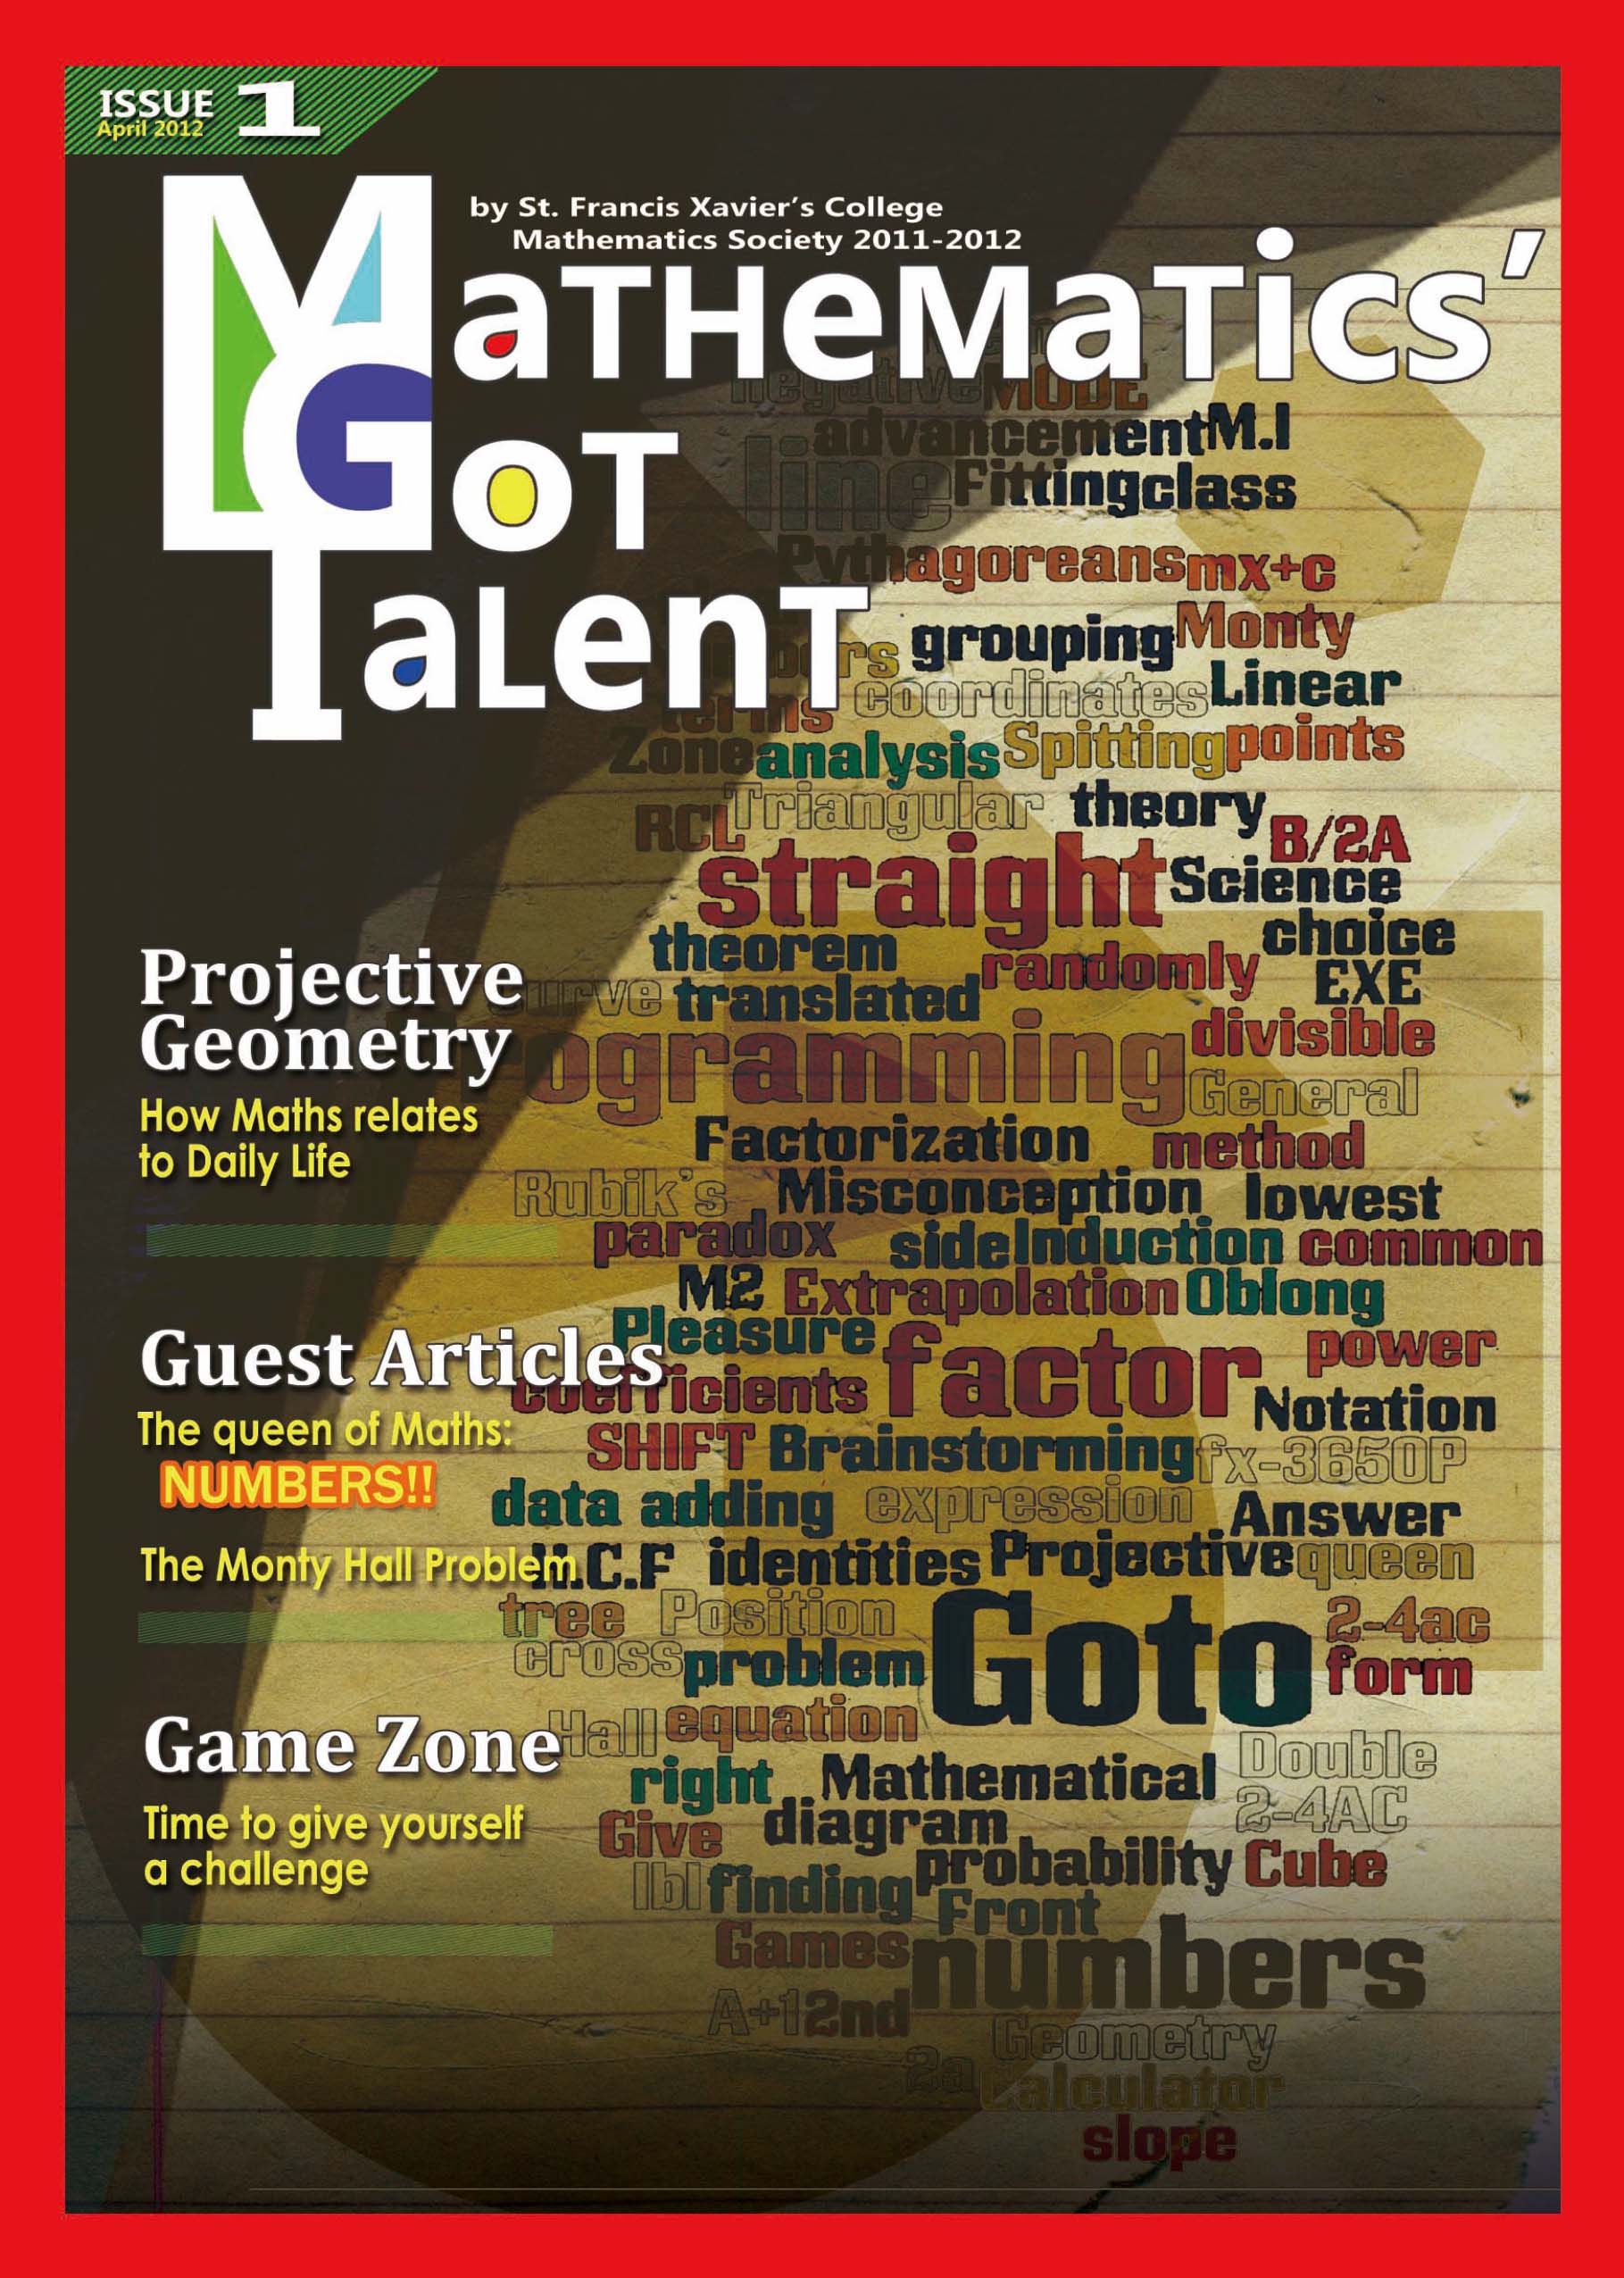 ISSUE 1
April 2012
by St. Francis Xavier's College
Mathematics Society 2011-2012
MaTHeMaTics'
GoT
TaLenT
negative MODE
advancement M.I
line Fitting class
Pythagoreans mx+c
grouping Monty
coordinates Linear
terms
Zone analysis Spitting points
RCL Triangular theory B/2A
straight Science
theorem randomly choice
curve translated EXE
ogramming divisible
General
Projective
Geometry
How Maths relates
to Daily Life
Factorization method
Rubik's Misconception lowest
paradox side Induction common
M2 Extrapolation Oblong
Pleasure factor power
coefficients Notation
Guest Articles
The queen of Maths:
NUMBERS!!
The Monty Hall Problem
SHIFT Brainstorming fx-3650P
data adding expression Answer
H.C.F identities Projective queen
tree Position Goto 2-4ac
cross problem form
Hall equation
Game Zone
Time to give yourself
a challenge
right Mathematical Double
Give diagram 2-4AC
lbl finding probability Cube
Games Front
numbers
A+1 2nd
Geometry
2a Calculator
slope